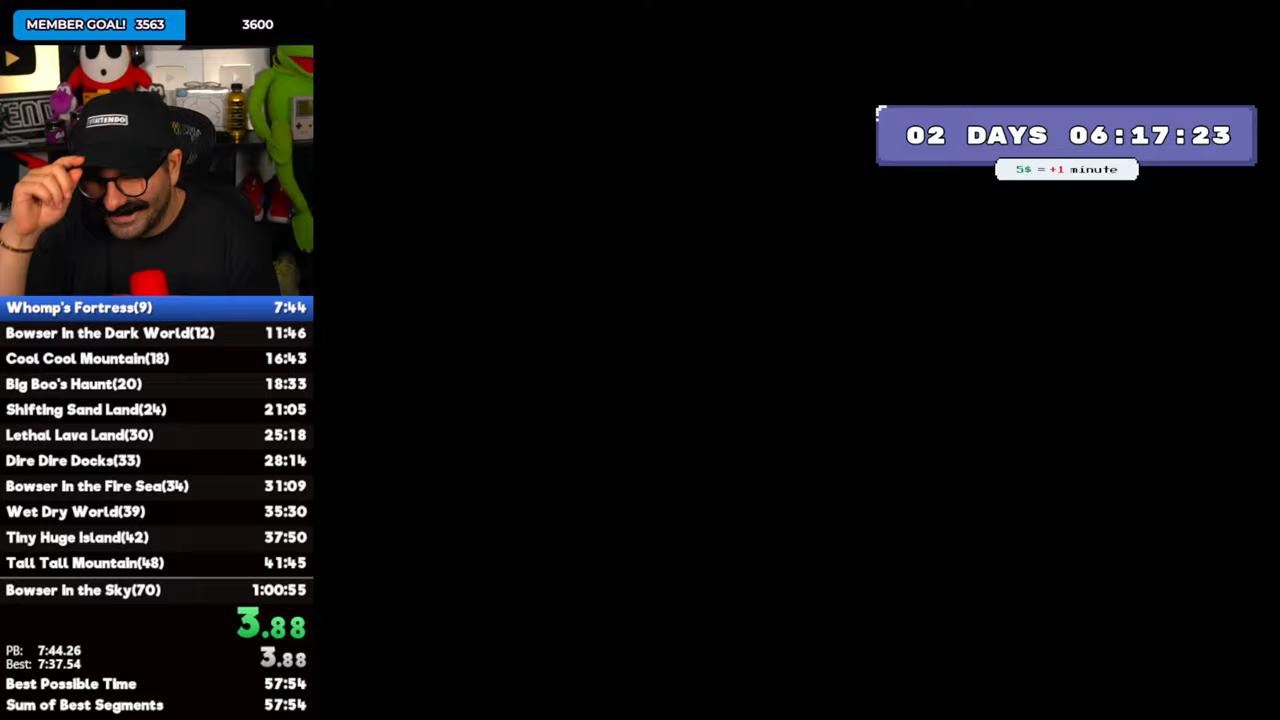 MEMBER GOAL! 3563 3600
02 DAYS 06:17:23
5$ = +1 minute
Whomp's Fortress(9) 7:44
Bowser in the Dark World(12) 11:46
Cool Cool Mountain(18) 16:43
Big Boo's Haunt(20) 18:33
Shifting Sand Land(24) 21:05
Lethal Lava Land(30) 25:18
Dire Dire Docks(33) 28:14
Bowser in the Fire Sea(34) 31:09
Wet Dry World(39) 35:30
Tiny Huge Island(42) 37:50
Tall Tall Mountain(48) 41:45
Bowser in the Sky(70) 1:00:55
3.88
PB: 7:44.26
Best: 7:37.54
3.88
Best Possible Time 57:54
Sum of Best Segments 57:54